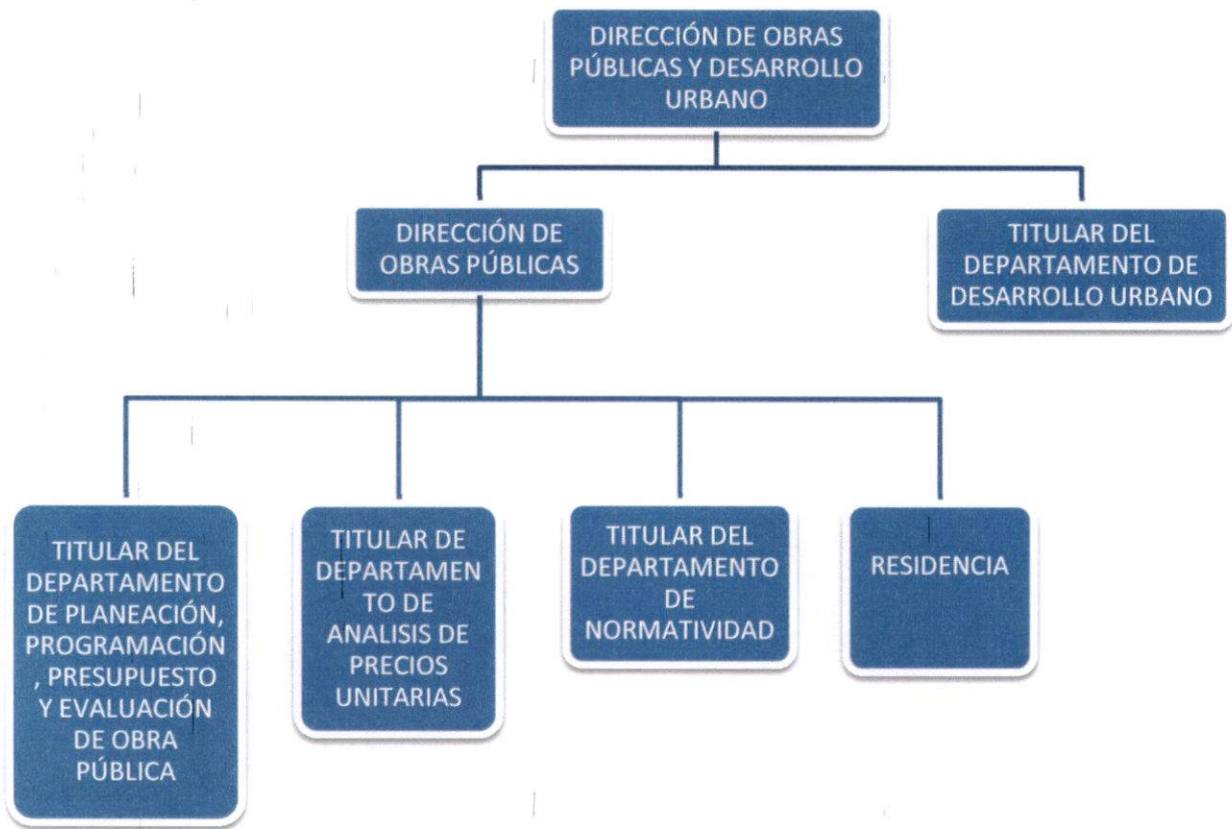 DIRECCIÓN DE OBRAS
PÚBLICAS Y DESARROLLO
URBANO
DIRECCIÓN DE
OBRAS PÚBLICAS
TITULAR DEL
DEPARTAMENTO DE
DESARROLLO URBANO
TITULAR DEL
DEPARTAMENTO
DE PLANEACIÓN,
PROGRAMACIÓN
, PRESUPUESTO
Y EVALUACIÓN
DE OBRA
PÚBLICA
TITULAR DE
DEPARTAMEN
TO DE
ANALISIS DE
PRECIOS
UNITARIAS
TITULAR DEL
DEPARTAMENTO
DE
NORMATIVIDAD
RESIDENCIA